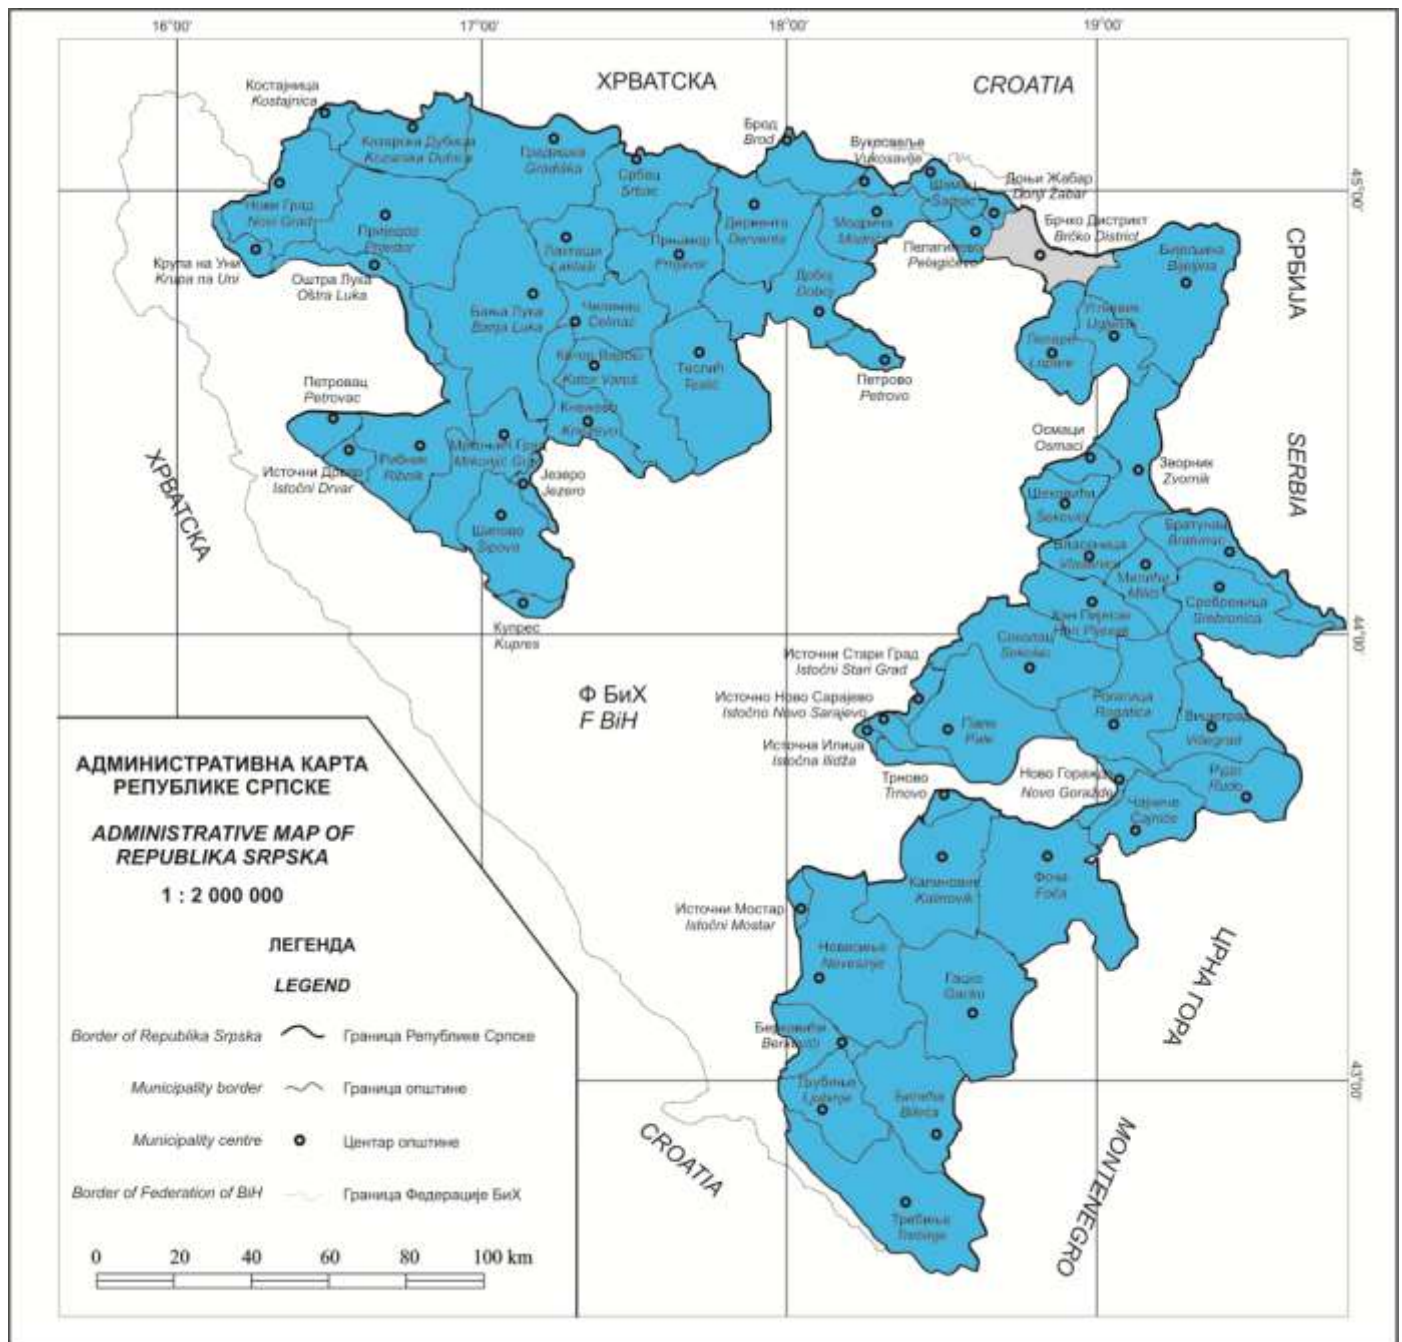 16°00'
17°00'
18°00'
19°00'
ХРВАТСКА
CROATIA
Костајница
Kostajnica
Козарска Дубица
Kozarska Dubica
Градишка
Gradiška
Србац
Srbac
Брод
Brod
Вукосавље
Vukosavlje
Шамац
Šamac
Доњи Жабар
Donji Žabar
45°00'
Нови Град
Novi Grad
Приједор
Prijedor
Лакташи
Laktaši
Прњавор
Prnjavor
Дервента
Derventa
Модрича
Modriča
Пелагићево
Pelagićevo
Брчко Дистрикт
Brčko District
Бијељина
Bijeljina
СРБИЈА
Крупа на Уни
Krupa na Uni
Оштра Лука
Oštra Luka
Бања Лука
Banja Luka
Челинац
Čelinac
Добој
Doboj
Угљевик
Ugljevik
Лопаре
Lopare
Котор Варош
Kotor Varoš
Теслић
Teslić
Петрово
Petrovo
Петровац
Petrovac
Кнежево
Kneževo
Осмаци
Osmaci
Источни Дрвар
Istočni Drvar
Рибник
Ribnik
Мркоњић Град
Mrkonjić Grad
Језеро
Jezero
Зворник
Zvornik
SERBIA
ХРВАТСКА
Шековићи
Šekovići
Шипово
Šipovo
Власеница
Vlasenica
Братунац
Bratunac
Милићи
Milići
Сребреница
Srebrenica
Хан Пијесак
Han Pijesak
Купрес
Kupres
44°00'
Соколац
Sokolac
Источни Стари Град
Istočni Stari Grad
Ф БиХ
F BiH
Источно Ново Сарајево
Istočno Novo Sarajevo
Рогатица
Rogatica
Вишеград
Višegrad
Пале
Pale
Источна Илиџа
Istočna Ilidža
Трново
Trnovo
Ново Горажде
Novo Goražde
Рудо
Rudo
Чајниче
Čajniče
АДМИНИСТРАТИВНА КАРТА
РЕПУБЛИКЕ СРПСКЕ
ADMINISTRATIVE MAP OF
REPUBLIKA SRPSKA
1 : 2 000 000
Калиновик
Kalinovik
Фоча
Foča
Источни Мостар
Istočni Mostar
Невесиње
Nevesinje
Гацко
Gacko
ЦРНА ГОРА
ЛЕГЕНДА
LEGEND
Border of Republika Srpska
Граница Републике Српске
Берковићи
Berkovići
Municipality border
Граница општине
43°00'
Љубиње
Ljubinje
Билећа
Bileća
Municipality centre
Центар општине
CROATIA
MONTENEGRO
Border of Federation of BiH
Граница Федерације БиХ
Требиње
Trebinje
0 20 40 60 80 100 km